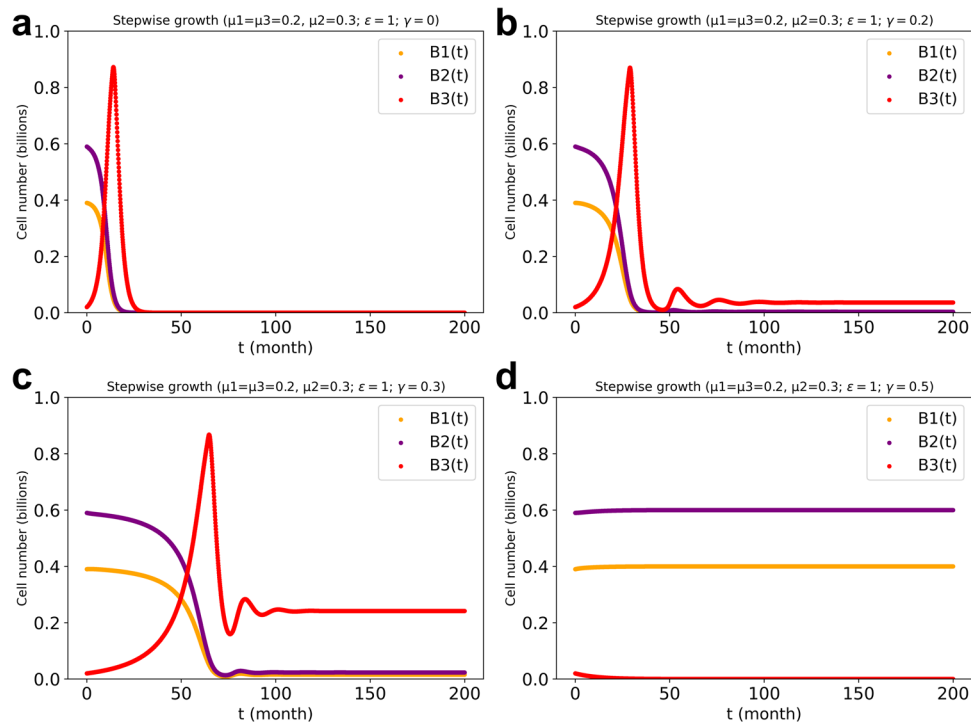 a
Stepwise growth (μ1=μ3=0.2, μ2=0.3; ε = 1; γ = 0)
1.0
0.8
0.6
0.4
0.2
0.0
Cell number (billions)
B1(t)
B2(t)
B3(t)
0
50
100
150
200
t (month)
b
Stepwise growth (μ1=μ3=0.2, μ2=0.3; ε = 1; γ = 0.2)
1.0
0.8
0.6
0.4
0.2
0.0
Cell number (billions)
B1(t)
B2(t)
B3(t)
0
50
100
150
200
t (month)
c
Stepwise growth (μ1=μ3=0.2, μ2=0.3; ε = 1; γ = 0.3)
1.0
0.8
0.6
0.4
0.2
0.0
Cell number (billions)
B1(t)
B2(t)
B3(t)
0
50
100
150
200
t (month)
d
Stepwise growth (μ1=μ3=0.2, μ2=0.3; ε = 1; γ = 0.5)
1.0
0.8
0.6
0.4
0.2
0.0
Cell number (billions)
B1(t)
B2(t)
B3(t)
0
50
100
150
200
t (month)